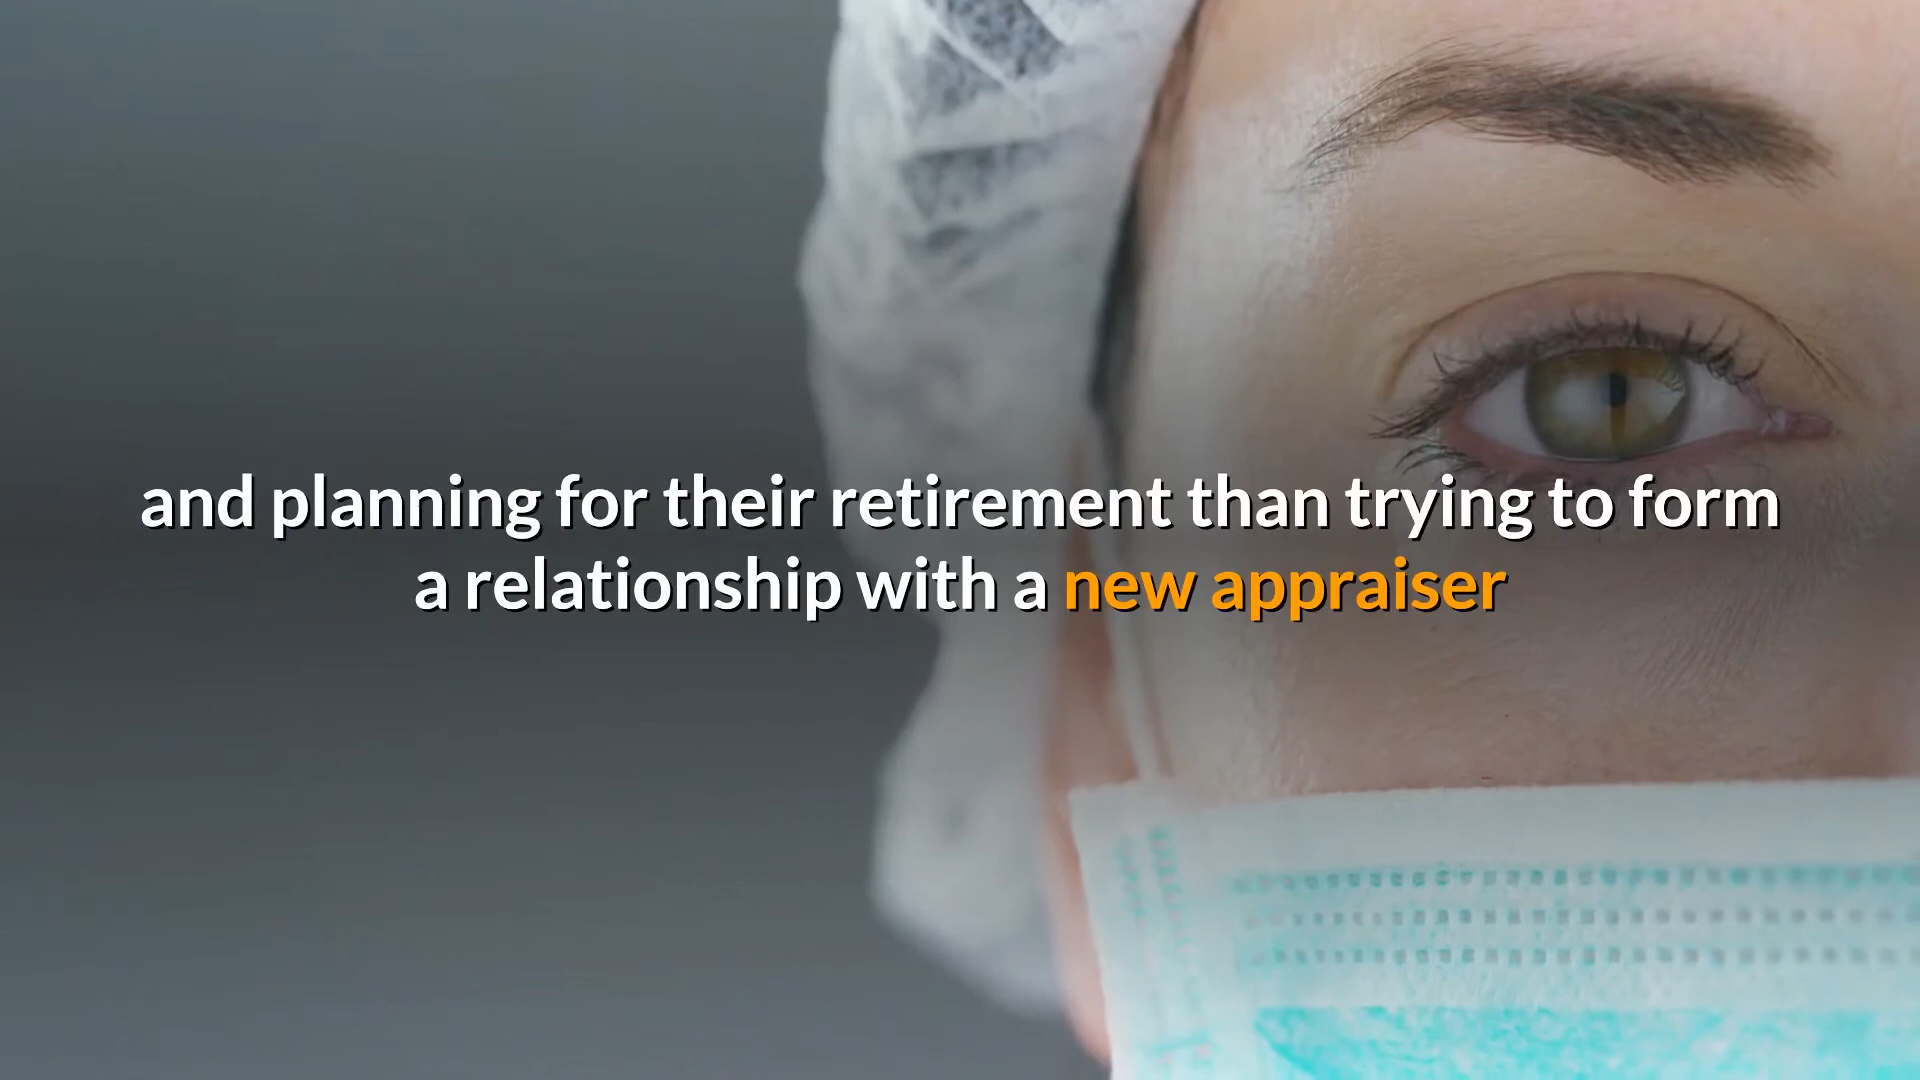 and planning for their retirement than trying to form
a relationship with a new appraiser